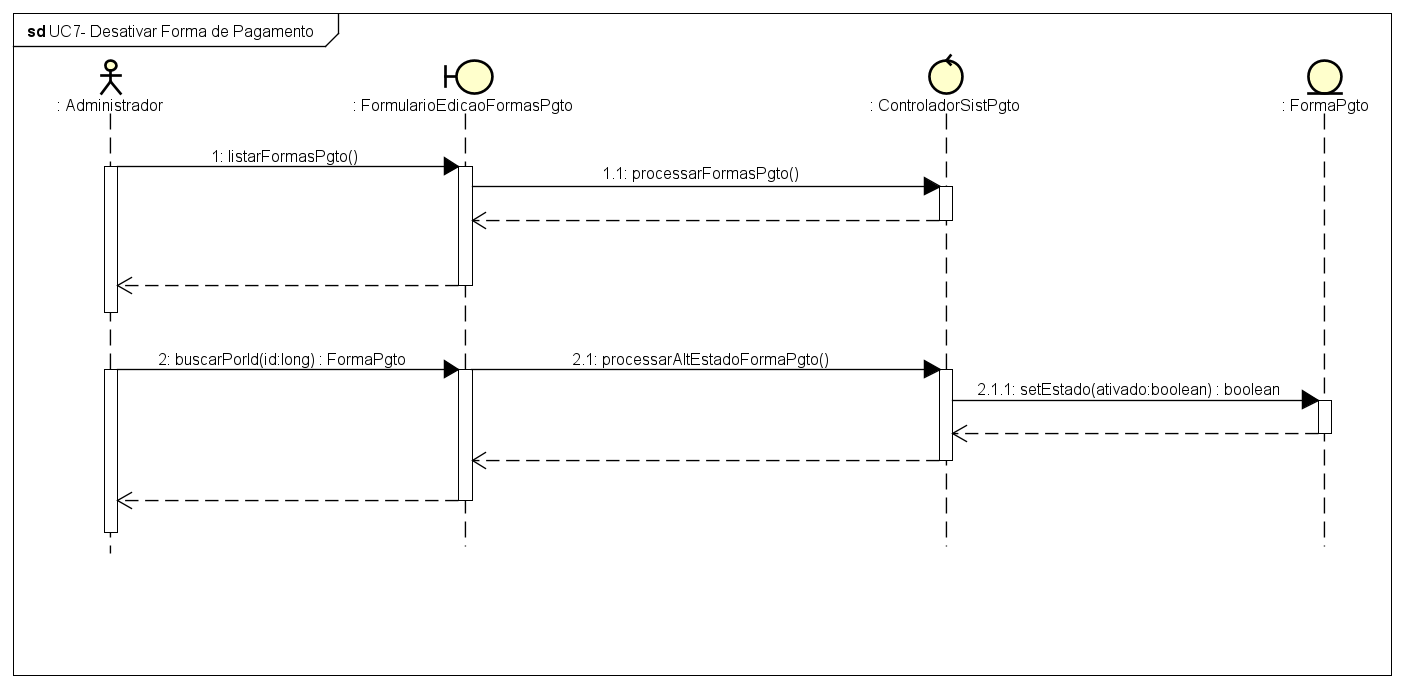 sd UC7- Desativar Forma de Pagamento
: Administrador
: FormularioEdicaoFormasPgto
: ControladorSistPgto
: FormaPgto
1: listarFormasPgto()
1.1: processarFormasPgto()
2: buscarPorId(id:long) : FormaPgto
2.1: processarAltEstadoFormaPgto()
2.1.1: setEstado(ativado:boolean) : boolean